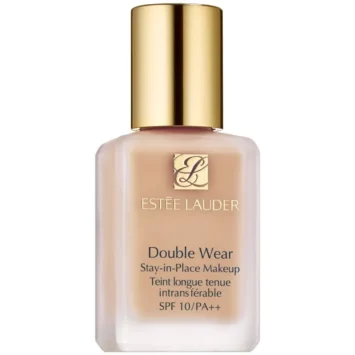 ESTĒE LAUDER
Double Wear
Stay-in-Place Makeup
Teint longue tenue
intransférable
SPF 10/PA++